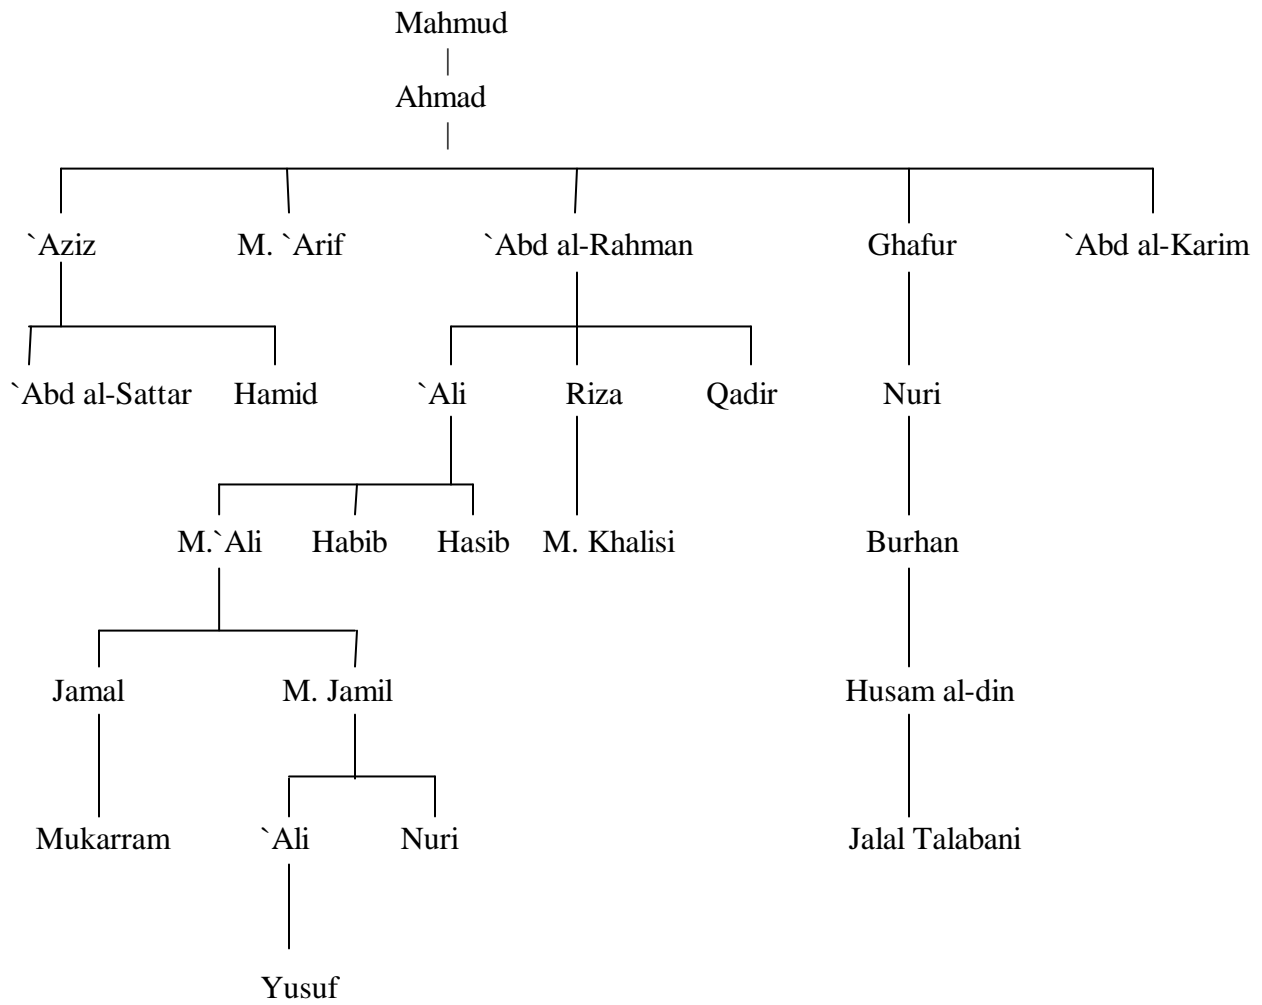 Mahmud
Ahmad
`Aziz M. `Arif `Abd al-Rahman Ghafur `Abd al-Karim
`Abd al-Sattar Hamid `Ali Riza Qadir Nuri
M.`Ali Habib Hasib M. Khalisi Burhan
Jamal M. Jamil Husam al-din
Mukarram `Ali Nuri Jalal Talabani
Yusuf